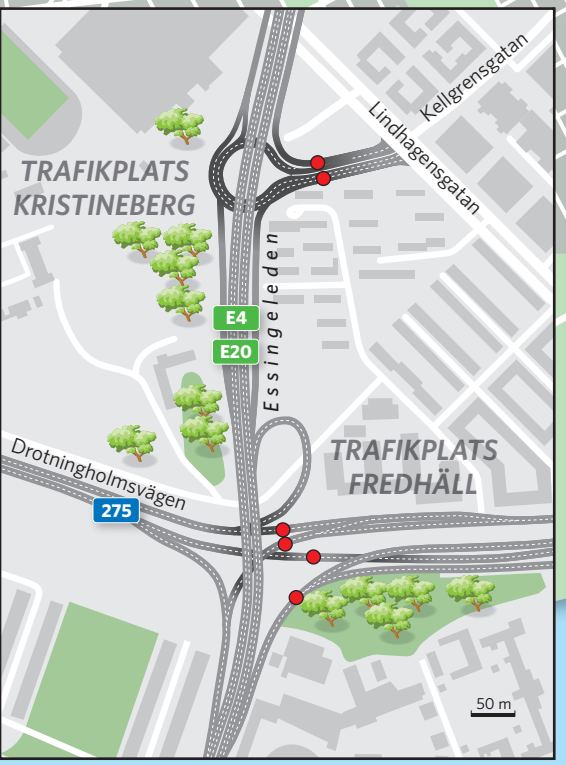 Kellgrensgatan
Lindhagensgatan
TRAFIKPLATS
KRISTINEBERG
Essingeleden
E4
E20
TRAFIKPLATS
FREDHÄLL
Drotningholmsvägen
275
50 m